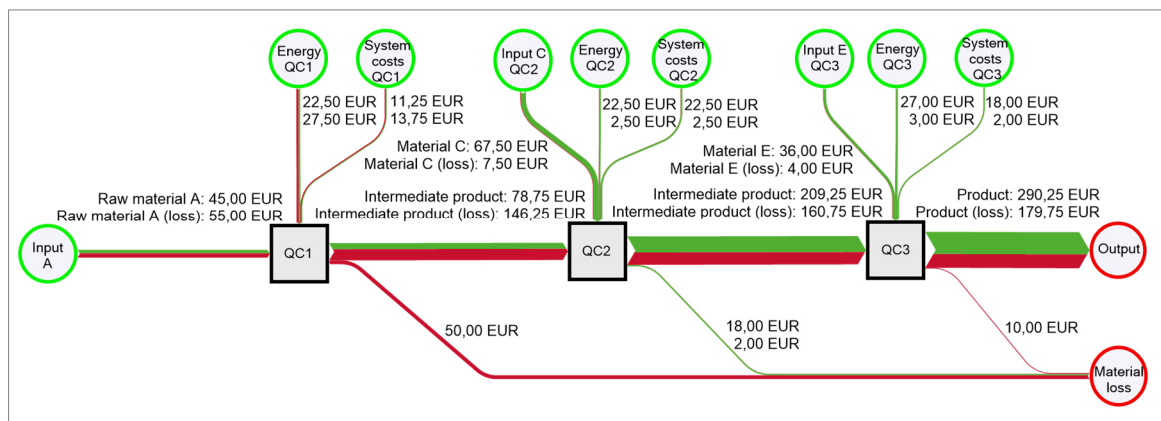 Energy
QC1
System
costs
QC1
Input C
QC2
Energy
QC2
System
costs
QC2
Input E
QC3
Energy
QC3
System
costs
QC3
22,50 EUR
27,50 EUR
11,25 EUR
13,75 EUR
22,50 EUR
2,50 EUR
22,50 EUR
2,50 EUR
27,00 EUR
3,00 EUR
18,00 EUR
2,00 EUR
Material C: 67,50 EUR
Material C (loss): 7,50 EUR
Material E: 36,00 EUR
Material E (loss): 4,00 EUR
Raw material A: 45,00 EUR
Raw material A (loss): 55,00 EUR
Intermediate product: 78,75 EUR
Intermediate product (loss): 146,25 EUR
Intermediate product: 209,25 EUR
Intermediate product (loss): 160,75 EUR
Product: 290,25 EUR
Product (loss): 179,75 EUR
Input
A
QC1
QC2
QC3
Output
50,00 EUR
18,00 EUR
2,00 EUR
10,00 EUR
Material
loss